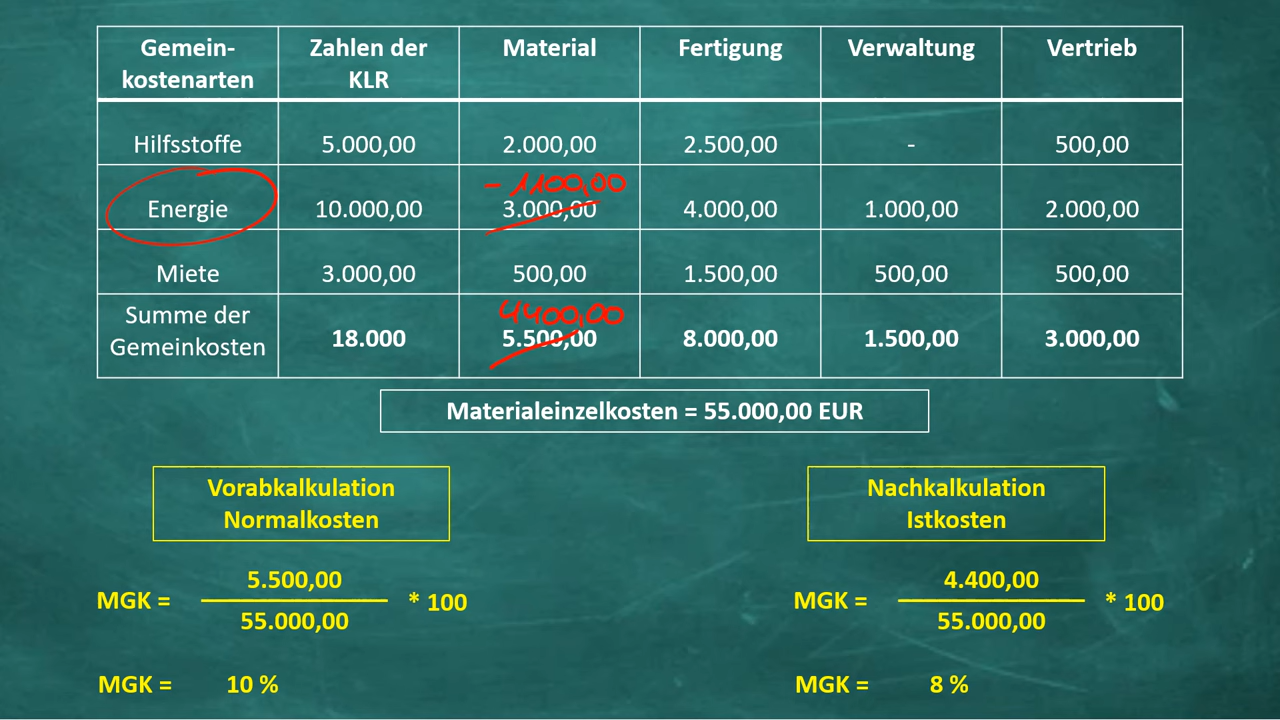 Gemein-
kostenarten
Zahlen der
KLR
Material
Fertigung
Verwaltung
Vertrieb
Hilfsstoffe 5.000,00 2.000,00 2.500,00 - 500,00
- 1100,00
Energie 10.000,00 3.000,00 4.000,00 1.000,00 2.000,00
Miete 3.000,00 500,00 1.500,00 500,00 500,00
4400,00
Summe der
Gemeinkosten
18.000 5.500,00 8.000,00 1.500,00 3.000,00
Materialeinzelkosten = 55.000,00 EUR
Vorabkalkulation
Normalkosten
MGK = 5.500,00 / 55.000,00 * 100
MGK = 10 %
Nachkalkulation
Istkosten
MGK = 4.400,00 / 55.000,00 * 100
MGK = 8 %